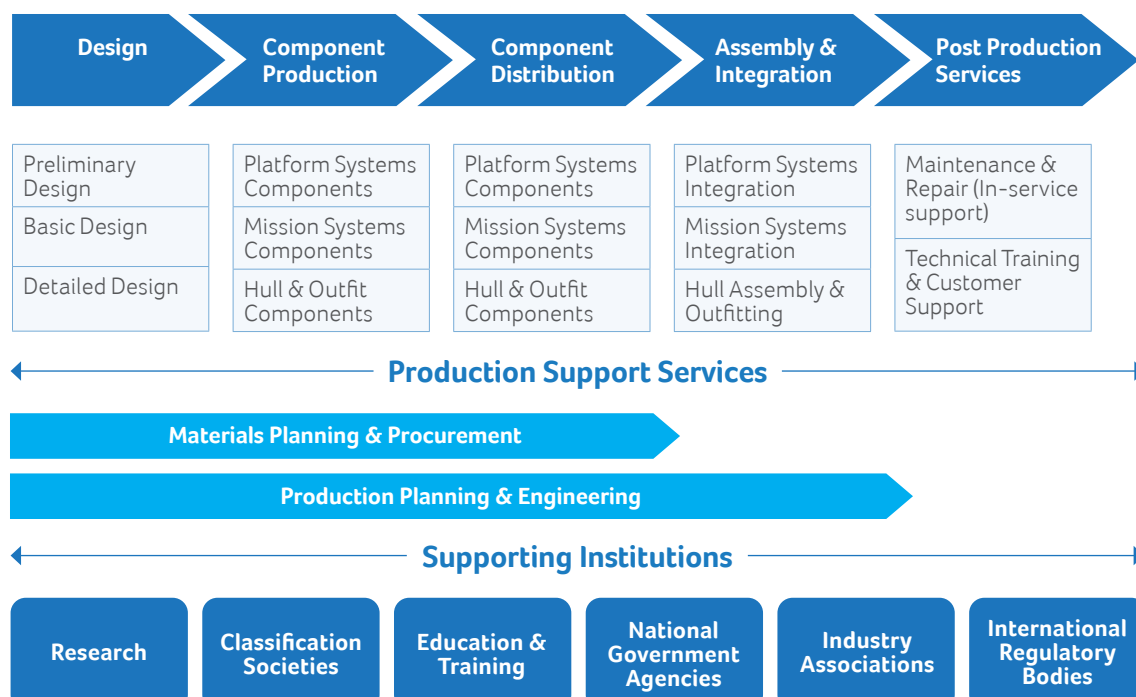 Design
Component
Production
Component
Distribution
Assembly &
Integration
Post Production
Services
Preliminary
Design
Basic Design
Detailed Design
Platform Systems
Components
Mission Systems
Components
Hull & Outfit
Components
Platform Systems
Components
Mission Systems
Components
Hull & Outfit
Components
Platform Systems
Integration
Mission Systems
Integration
Hull Assembly &
Outfitting
Maintenance &
Repair (In-service
support)
Technical Training
& Customer
Support
Production Support Services
Materials Planning & Procurement
Production Planning & Engineering
Supporting Institutions
Research
Classification
Societies
Education &
Training
National
Government
Agencies
Industry
Associations
International
Regulatory
Bodies